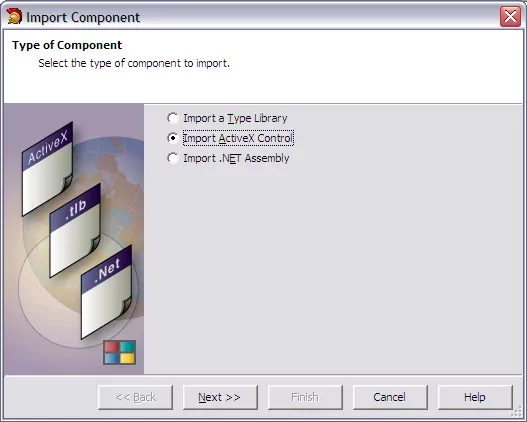 Import Component
Type of Component
Select the type of component to import.
Import a Type Library
Import ActiveX Control
Import .NET Assembly
ActiveX
.tlb
.Net
<< Back
Next >>
Finish
Cancel
Help